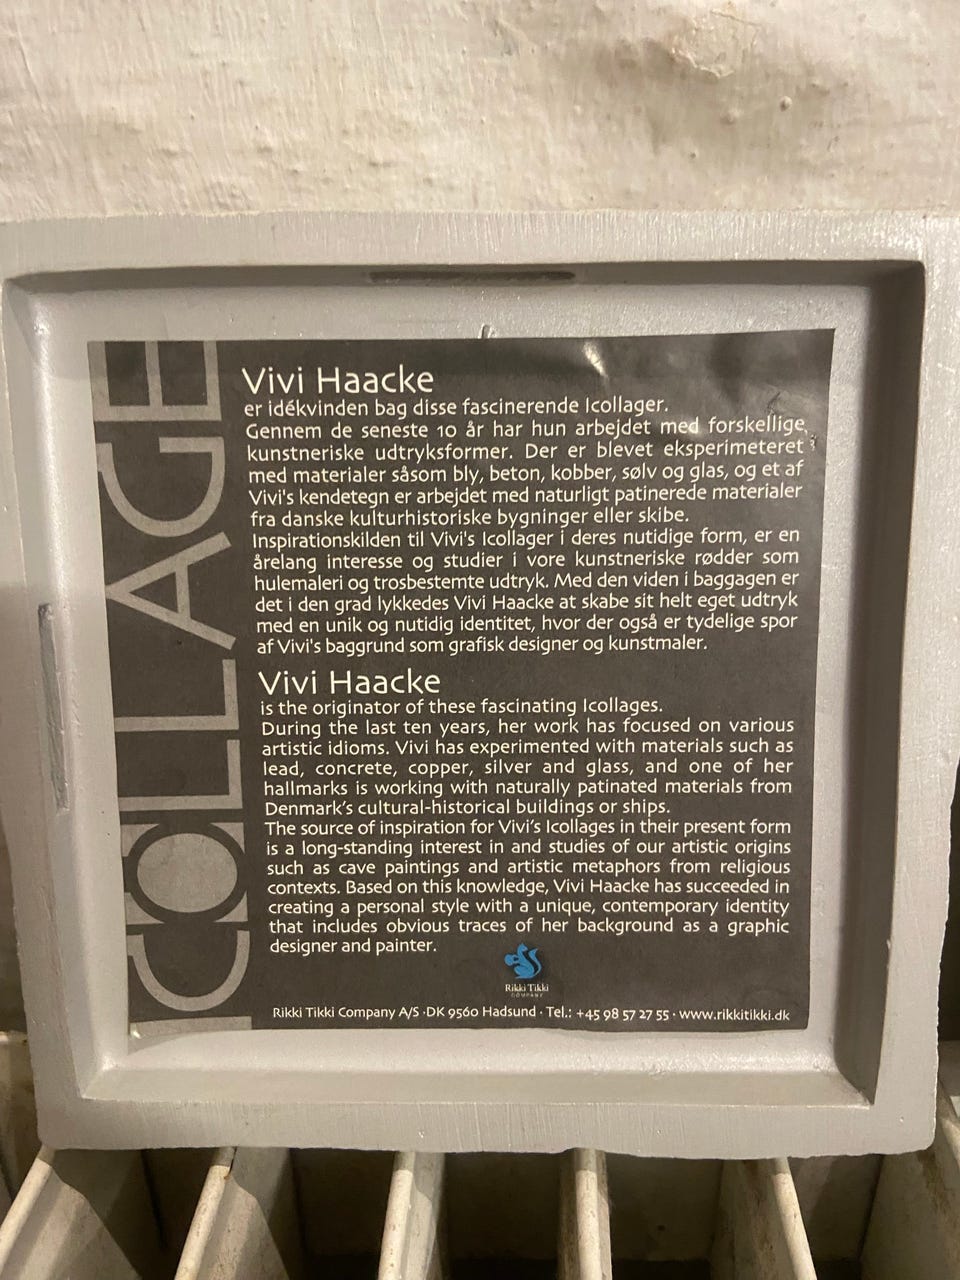 ICOLLAGE
Vivi Haacke
er idékvinden bag disse fascinerende Icollager.
Gennem de seneste 10 år har hun arbejdet med forskellige
kunstneriske udtryksformer. Der er blevet eksperimenteret
med materialer såsom bly, beton, kobber, sølv og glas, og et af
Vivi's kendetegn er arbejdet med naturligt patinerede materialer
fra danske kulturhistoriske bygninger eller skibe.
Inspirationskilden til Vivi's Icollager i deres nutidige form, er en
årelang interesse og studier i vore kunstneriske rødder som
hulemaleri og trosbestemte udtryk. Med den viden i baggagen er
det i den grad lykkedes Vivi Haacke at skabe sit helt eget udtryk
med en unik og nutidig identitet, hvor der også er tydelige spor
af Vivi's baggrund som grafisk designer og kunstmaler.
Vivi Haacke
is the originator of these fascinating Icollages.
During the last ten years, her work has focused on various
artistic idioms. Vivi has experimented with materials such as
lead, concrete, copper, silver and glass, and one of her
hallmarks is working with naturally patinated materials from
Denmark's cultural-historical buildings or ships.
The source of inspiration for Vivi's Icollages in their present form
is a long-standing interest in and studies of our artistic origins
such as cave paintings and artistic metaphors from religious
contexts. Based on this knowledge, Vivi Haacke has succeeded in
creating a personal style with a unique, contemporary identity
that includes obvious traces of her background as a graphic
designer and painter.
Rikki Tikki
COMPANY
Rikki Tikki Company A/S · DK 9560 Hadsund · Tel.: +45 98 57 27 55 · www.rikkitikki.dk